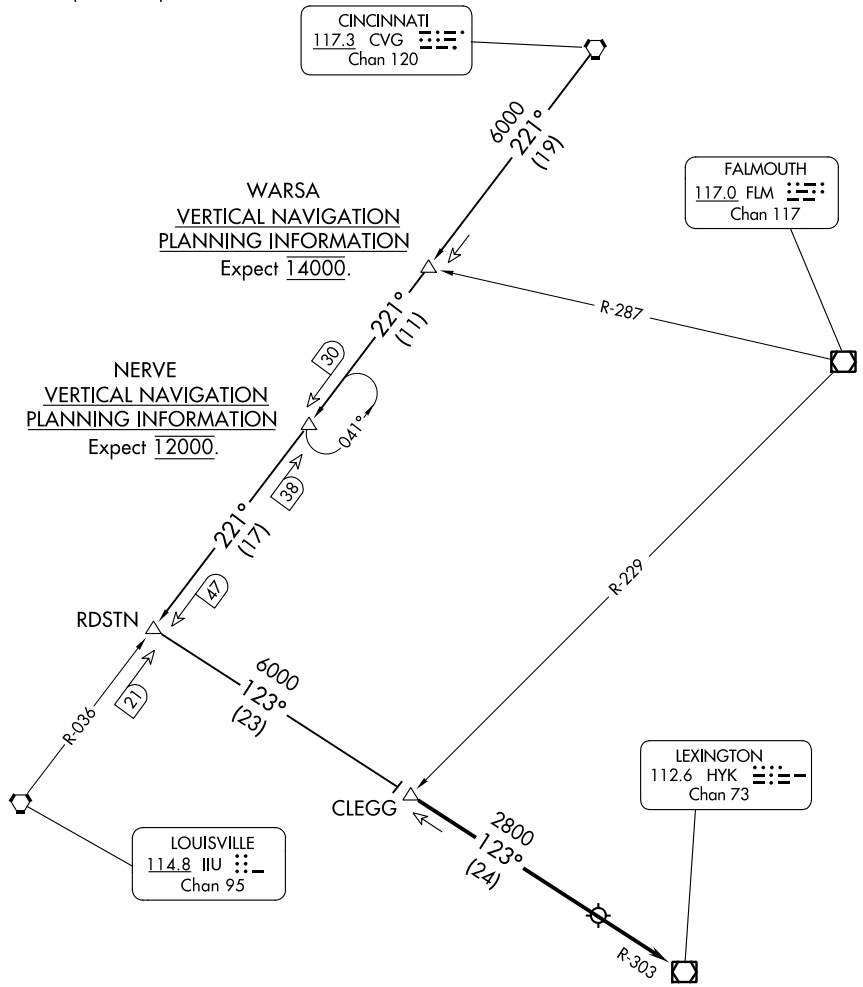 CINCINNATI
117.3 CVG
Chan 120
6000
221°
(19)
FALMOUTH
117.0 FLM
Chan 117
WARSA
VERTICAL NAVIGATION
PLANNING INFORMATION
Expect 14000.
R-287
221°
(11)
30
NERVE
VERTICAL NAVIGATION
PLANNING INFORMATION
Expect 12000.
041°
38
221°
(17)
R-229
47
RDSTN
21
R-036
6000
123°
(23)
LEXINGTON
112.6 HYK
Chan 73
CLEGG
2800
123°
(24)
LOUISVILLE
114.8 IIU
Chan 95
R-303